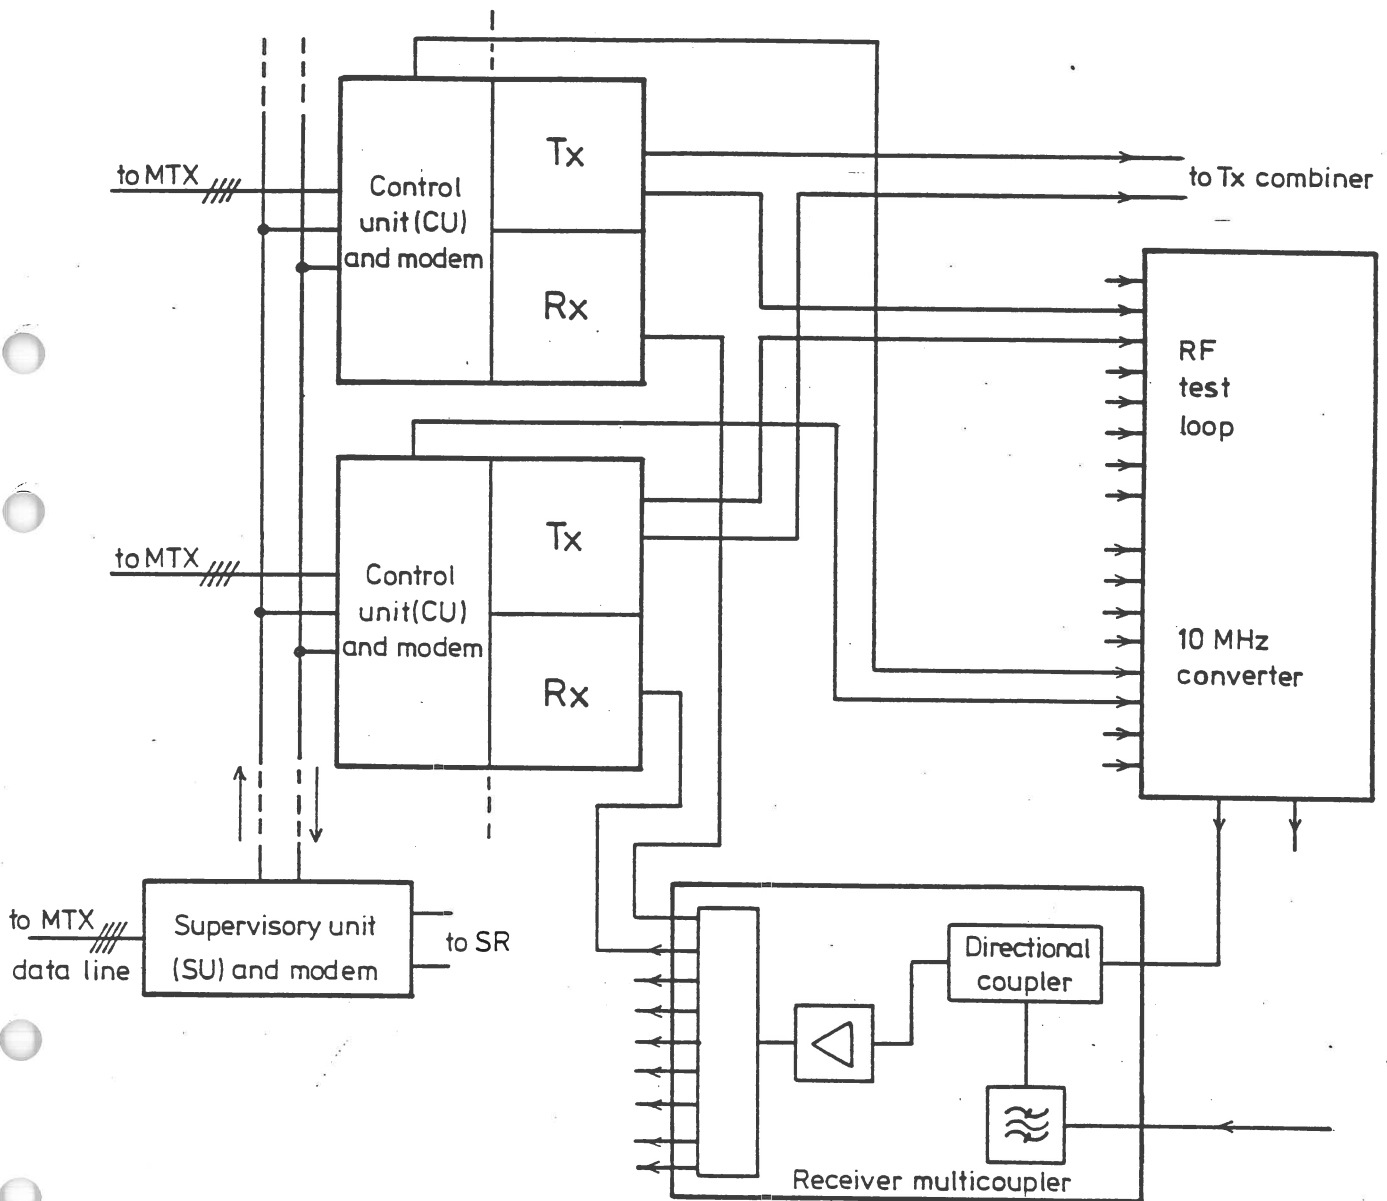 to MTX
Control
unit(CU)
and modem
Tx
Rx
to Tx combiner
RF
test
loop
10 MHz
converter
to MTX
Control
unit(CU)
and modem
Tx
Rx
to MTX
data line
Supervisory unit
(SU) and modem
to SR
Directional
coupler
Receiver multicoupler